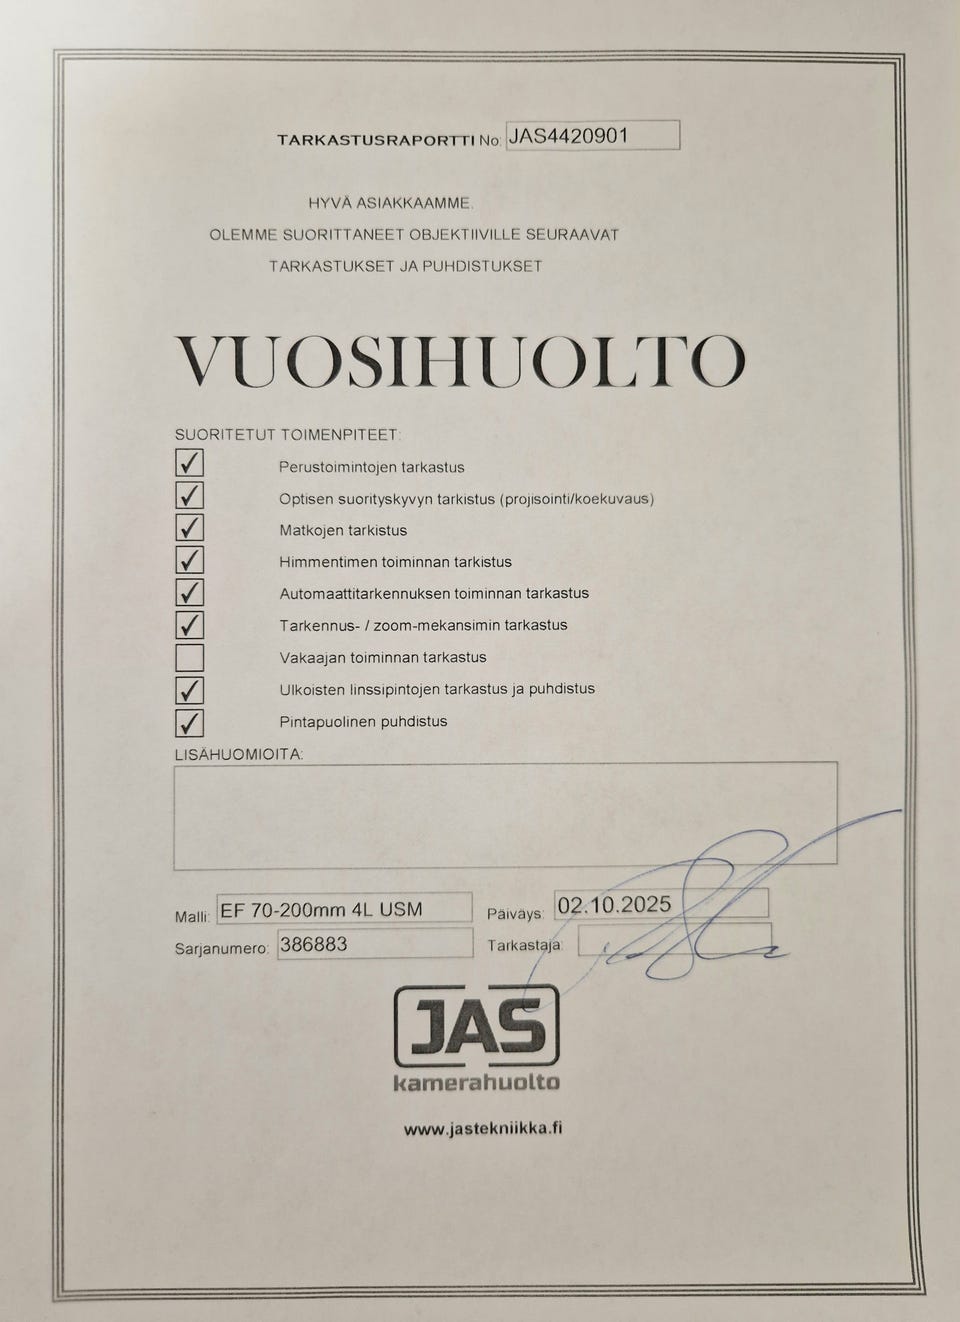 TARKASTUSRAPORTTI No: JAS4420901
HYVÄ ASIAKKAAMME.
OLEMME SUORITTANEET OBJEKTIIVILLE SEURAAVAT
TARKASTUKSET JA PUHDISTUKSET
VUOSIHUOLTO
SUORITETUT TOIMENPITEET:
Perustoimintojen tarkastus
Optisen suorityskyvyn tarkistus (projisointi/koekuvaus)
Matkojen tarkistus
Himmentimen toiminnan tarkistus
Automaattitarkennuksen toiminnan tarkastus
Tarkennus- / zoom-mekansimin tarkastus
Vakaajan toiminnan tarkastus
Ulkoisten linssipintojen tarkastus ja puhdistus
Pintapuolinen puhdistus
LISÄHUOMIOITA:
Malli: EF 70-200mm 4L USM Päiväys: 02.10.2025
Sarjanumero: 386883 Tarkastaja:
JAS
kamerahuolto
www.jastekniikka.fi